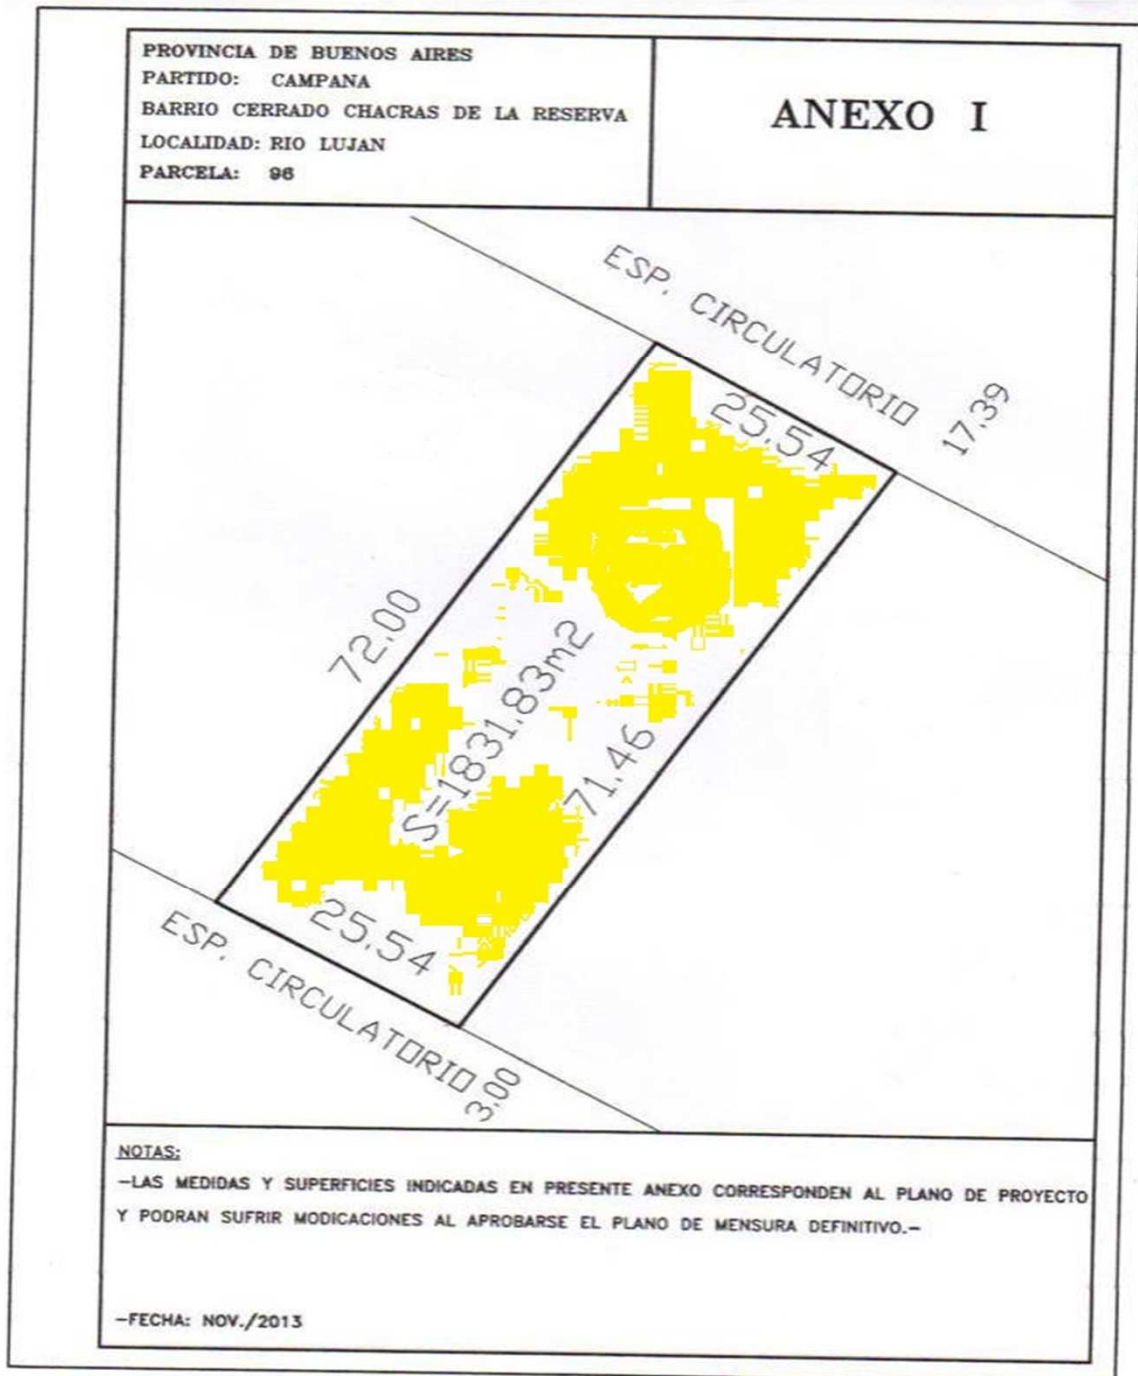 PROVINCIA DE BUENOS AIRES
PARTIDO: CAMPANA
BARRIO CERRADO CHACRAS DE LA RESERVA
LOCALIDAD: RIO LUJAN
PARCELA: 96
ANEXO I
ESP. CIRCULATORIO
17.39
25.54
72.00
S=1831.83m2
71.46
25.54
ESP. CIRCULATORIO
3.00
NOTAS:
-LAS MEDIDAS Y SUPERFICIES INDICADAS EN PRESENTE ANEXO CORRESPONDEN AL PLANO DE PROYECTO
Y PODRAN SUFRIR MODICACIONES AL APROBARSE EL PLANO DE MENSURA DEFINITIVO.-
-FECHA: NOV./2013